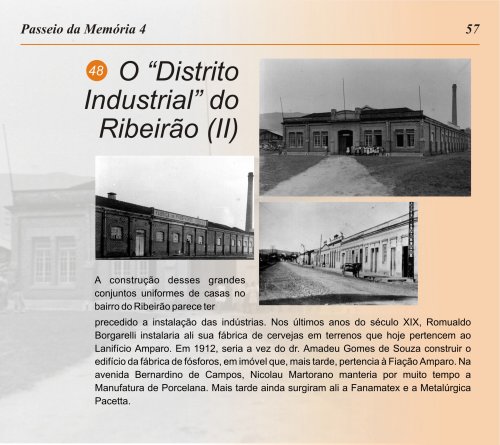 Passeio da Memória 4
57
48 O “Distrito
Industrial” do
Ribeirão (II)
A construção desses grandes
conjuntos uniformes de casas no
bairro do Ribeirão parece ter
precedido a instalação das indústrias. Nos últimos anos do século XIX, Romualdo
Borgarelli instalaria ali sua fábrica de cervejas em terrenos que hoje pertencem ao
Lanifício Amparo. Em 1912, seria a vez do dr. Amadeu Gomes de Souza construir o
edifício da fábrica de fósforos, em imóvel que, mais tarde, pertencia à Fiação Amparo. Na
avenida Bernardino de Campos, Nicolau Martorano manteria por muito tempo a
Manufatura de Porcelana. Mais tarde ainda surgiram ali a Fanamatex e a Metalúrgica
Pacetta.